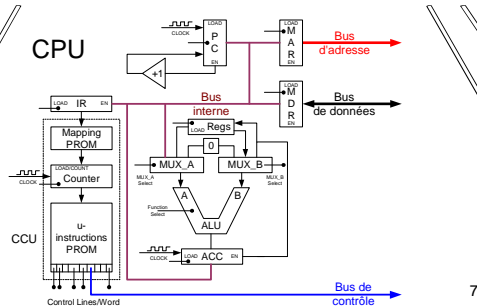 CPU
CLOCK
LOAD
P
C
EN
+1
LOAD
M
A
R
EN
Bus
d'adresse
LOAD
M
D
R
EN
Bus
de données
LOAD IR EN
Bus
interne
Mapping
PROM
LOAD Regs
0
MUX_A
MUX_B
MUX_A
Select
MUX_B
Select
LOAD/COUNT
Counter
CLOCK
A
B
Function
Select
ALU
CCU
u-
instructions
PROM
LOAD ACC EN
CLOCK
Bus de
contrôle
Control Lines/Word
7